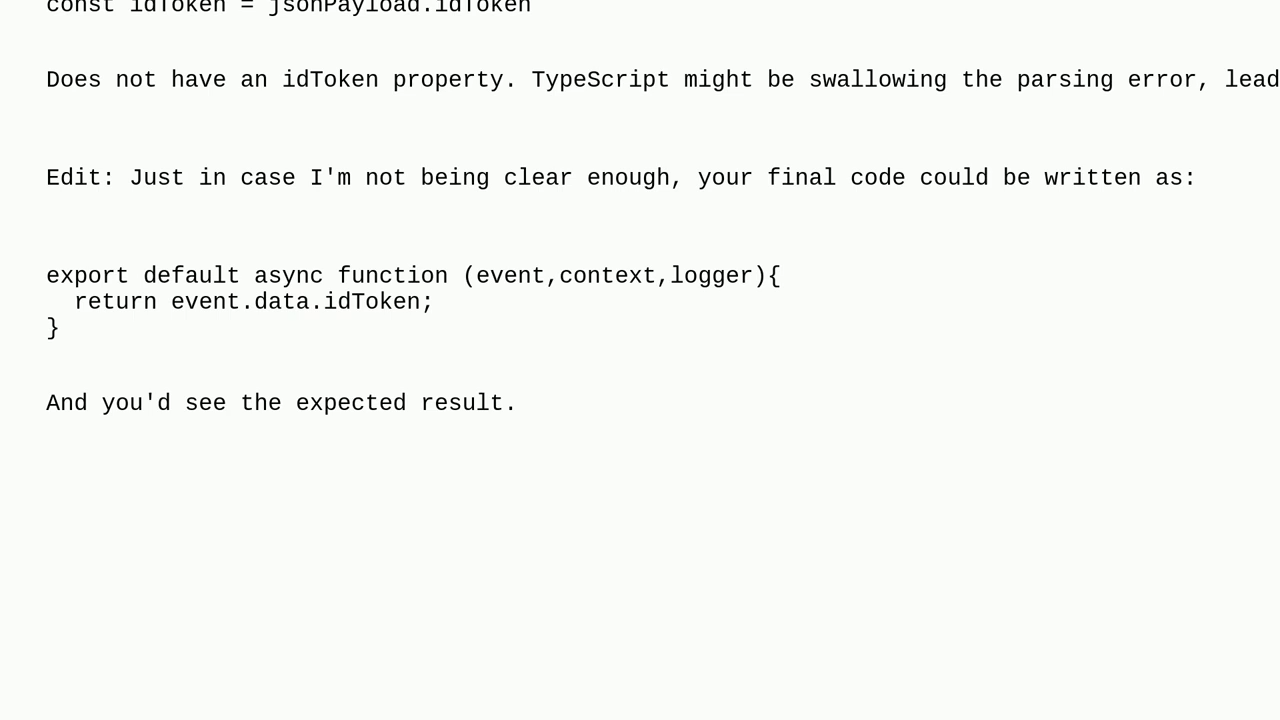 const idToken = jsonPayload.idToken
Does not have an idToken property. TypeScript might be swallowing the parsing error, lead
Edit: Just in case I'm not being clear enough, your final code could be written as:
export default async function (event,context,logger){
  return event.data.idToken;
}
And you'd see the expected result.